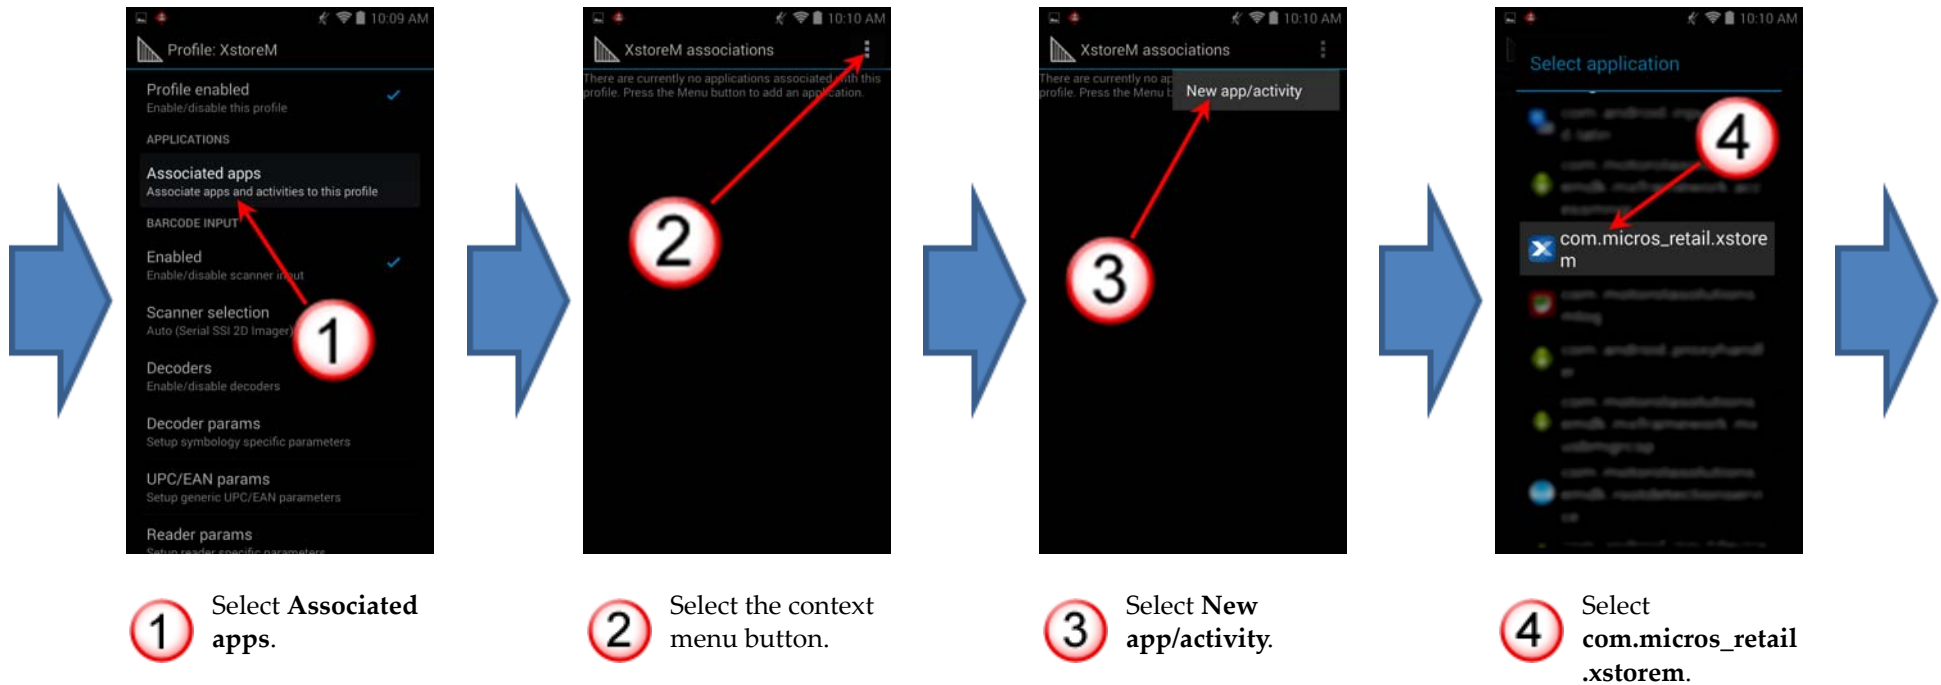 10:09 AM
Profile: XstoreM
Profile enabled
Enable/disable this profile
APPLICATIONS
Associated apps
Associate apps and activities to this profile
BARCODE INPUT
Enabled
Enable/disable scanner input
Scanner selection
Auto (Serial SSI 2D Imager)
1
Decoders
Enable/disable decoders
Decoder params
Setup symbology specific parameters
UPC/EAN params
Setup generic UPC/EAN parameters
Reader params
Setup reader specific parameters
10:10 AM
XstoreM associations
There are currently no applications associated with this
profile. Press the Menu button to add an application.
2
10:10 AM
XstoreM associations
There are currently no ap
profile. Press the Menu b
New app/activity
3
10:10 AM
Select application
4
com.micros_retail.xstore
m
1
Select Associated
apps.
2
Select the context
menu button.
3
Select New
app/activity.
4
Select
com.micros_retail
.xstorem.